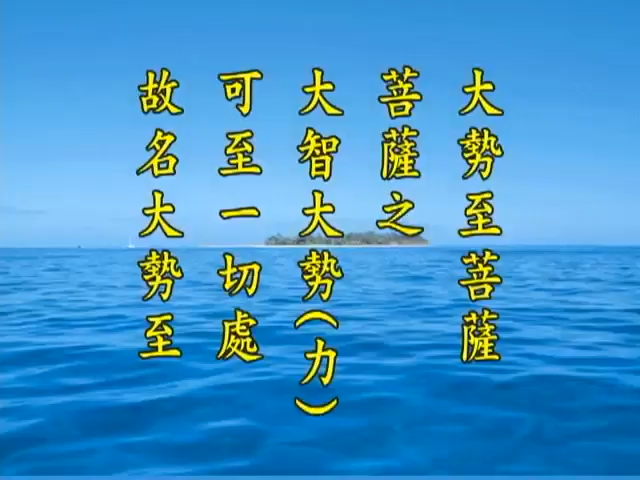 大勢至菩薩
菩薩之
大智大勢(力)
可至一切處
故名大勢至